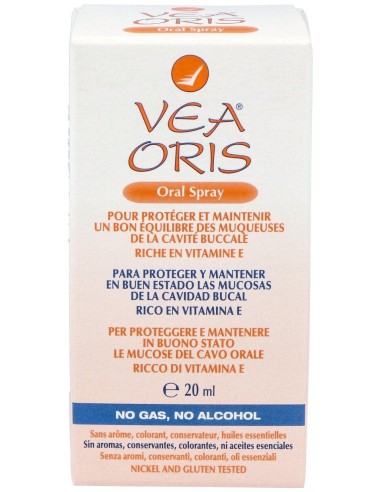 Oral Spray
VEA®
ORIS
Oral Spray
POUR PROTÉGER ET MAINTENIR
UN BON ÉQUILIBRE DES MUQUEUSES
DE LA CAVITÉ BUCCALE
RICHE EN VITAMINE E
PARA PROTEGER Y MANTENER
EN BUEN ESTADO LAS MUCOSAS
DE LA CAVIDAD BUCAL
RICO EN VITAMINA E
PER PROTEGGERE E MANTENERE
IN BUONO STATO
LE MUCOSE DEL CAVO ORALE
RICCO DI VITAMINA E
℮ 20 ml
NO GAS, NO ALCOHOL
Sans arôme, colorant, conservateur, huiles essentielles
Sin aromas, conservantes, colorantes, ni aceites esenciales
Senza aromi, conservanti, coloranti, oli essenziali
NICKEL AND GLUTEN TESTED